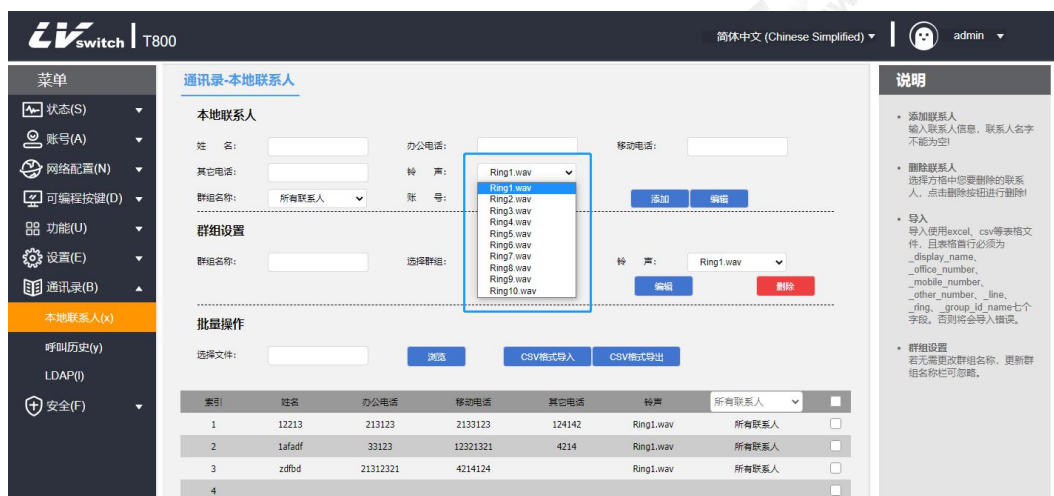 LV switch T800
简体中文 (Chinese Simplified) ▾
admin ▾
菜单
状态(S)
账号(A)
网络配置(N)
可编程按键(D)
功能(U)
设置(E)
通讯录(B)
本地联系人(x)
呼叫历史(y)
LDAP(l)
安全(F)
通讯录-本地联系人
本地联系人
姓 名: 办公电话: 移动电话:
其它电话: 铃 声: Ring1.wav
群组名称: 所有联系人 账 号: 添加 编辑
Ring1.wav
Ring2.wav
Ring3.wav
Ring4.wav
Ring5.wav
Ring6.wav
Ring7.wav
Ring8.wav
Ring9.wav
Ring10.wav
群组设置
群组名称: 选择群组: 铃 声: Ring1.wav
编辑 删除
批量操作
选择文件: 浏览 CSV格式导入 CSV格式导出
索引 姓名 办公电话 移动电话 其它电话 铃声 所有联系人
1 12213 213123 2133123 124142 Ring1.wav 所有联系人
2 1afadf 33123 12321321 4214 Ring1.wav 所有联系人
3 zdfbd 21312321 4214124 Ring1.wav 所有联系人
4
说明
• 添加联系人
输入联系人信息，联系人名字
不能为空!
• 删除联系人
选择方格中您要删除的联系
人，点击删除按钮进行删除!
• 导入
导入使用excel、csv等表格文
件，且表格首行必须为
_display_name、
_office_number、
_mobile_number、
_other_number、_line、
_ring、_group_id_name七个
字段。否则将会导入错误。
• 群组设置
若无需更改群组名称，更新群
组名称栏可忽略。